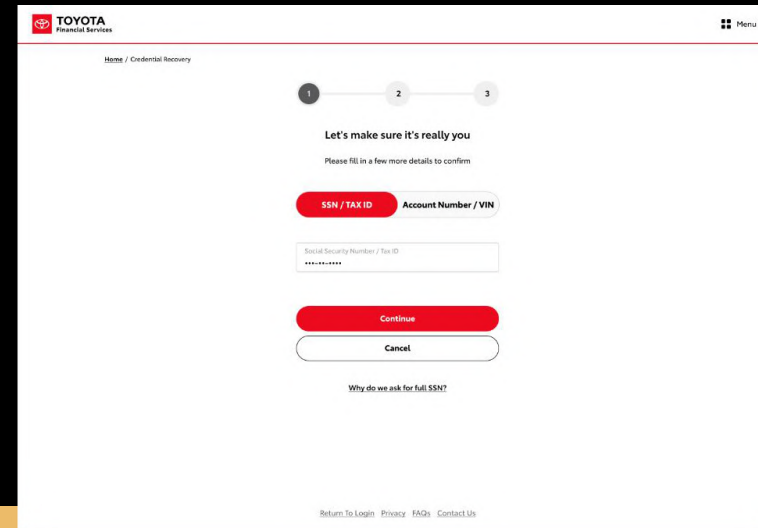 TOYOTA
Financial Services
Menu
Home / Credential Recovery
1 2 3
Let's make sure it's really you
Please fill in a few more details to confirm
SSN / TAX ID Account Number / VIN
Social Security Number / Tax ID
•••-••-••••
Continue
Cancel
Why do we ask for full SSN?
Return To Login Privacy FAQs Contact Us